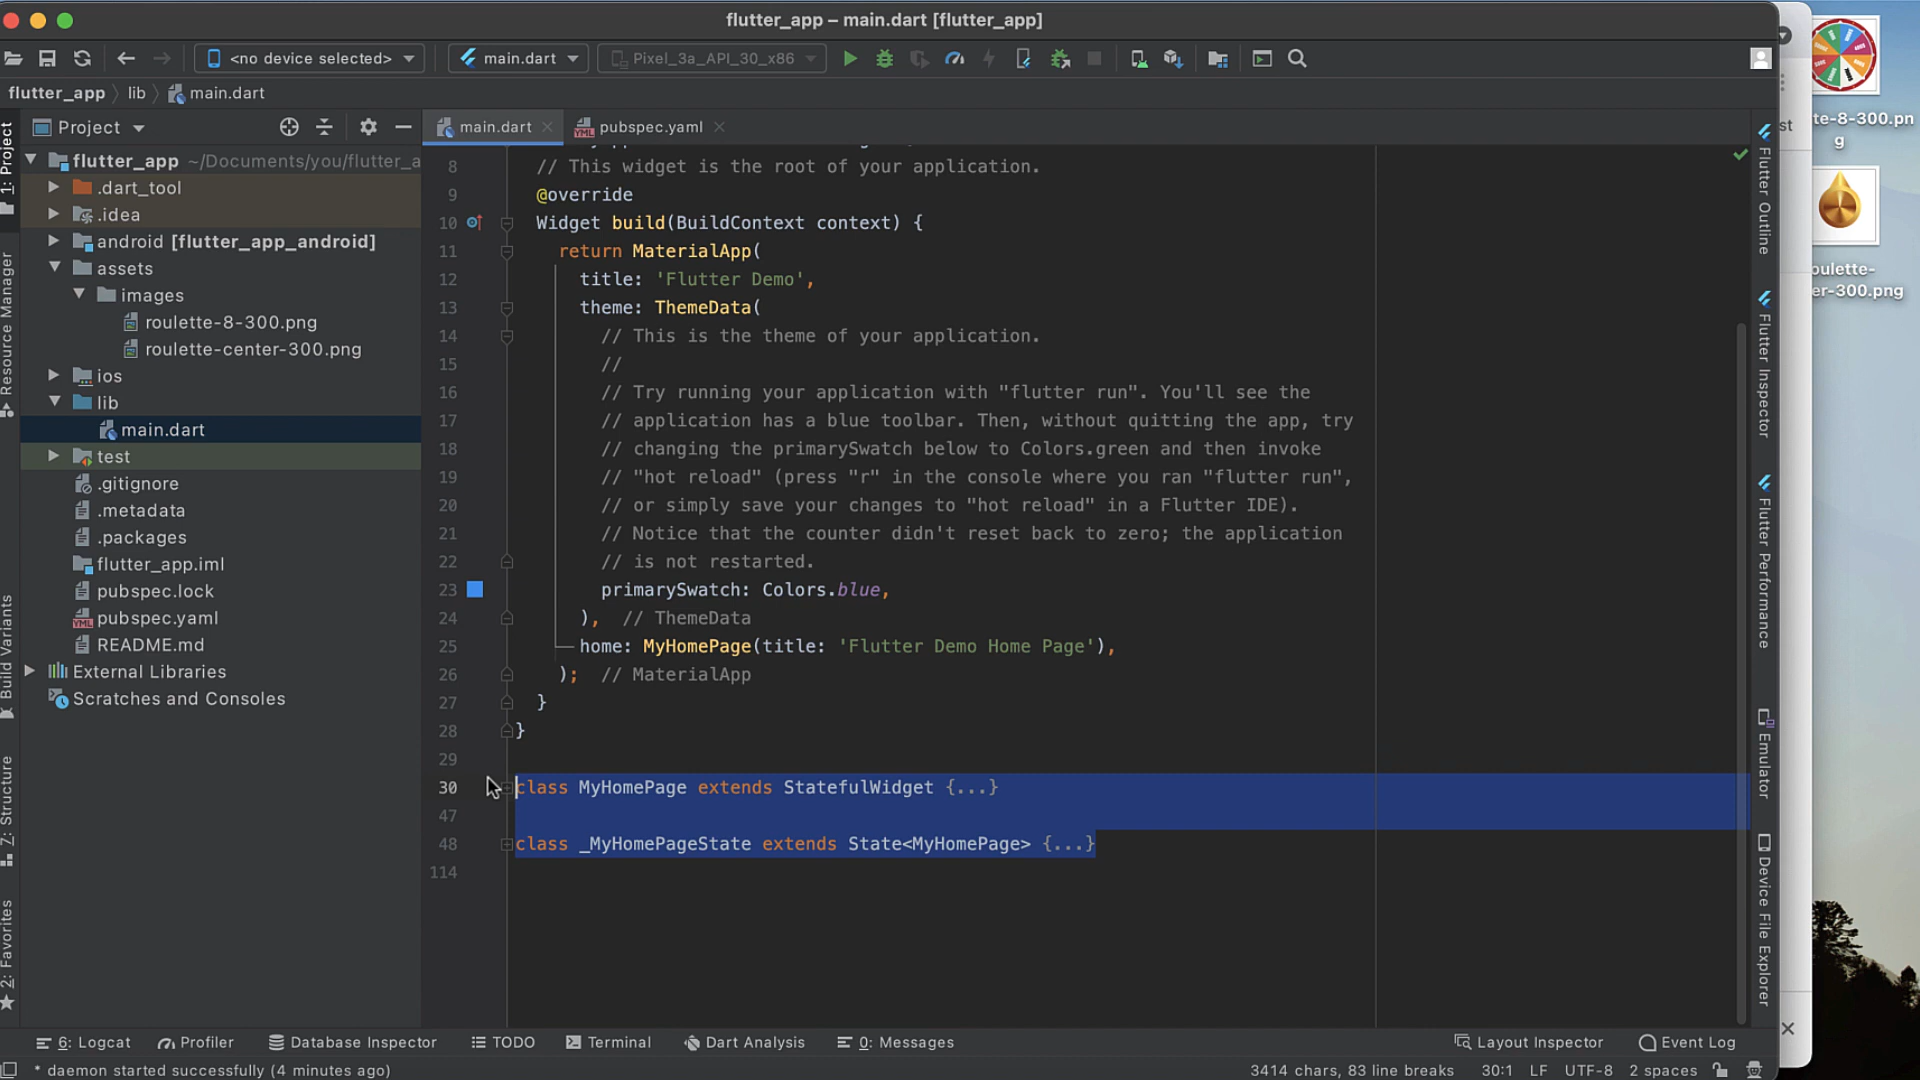 flutter_app – main.dart [flutter_app]
<no device selected>
main.dart
Pixel_3a_API_30_x86
flutter_app
lib
main.dart
Project
main.dart
pubspec.yaml
1: Project
Resource Manager
Build Variants
7: Structure
2: Favorites
flutter_app ~/Documents/you/flutter_a
.dart_tool
.idea
android [flutter_app_android]
assets
images
roulette-8-300.png
roulette-center-300.png
ios
lib
main.dart
test
.gitignore
.metadata
.packages
flutter_app.iml
pubspec.lock
pubspec.yaml
README.md
External Libraries
Scratches and Consoles
8 // This widget is the root of your application.
9 @override
10 Widget build(BuildContext context) {
11 return MaterialApp(
12 title: 'Flutter Demo',
13 theme: ThemeData(
14 // This is the theme of your application.
15 //
16 // Try running your application with "flutter run". You'll see the
17 // application has a blue toolbar. Then, without quitting the app, try
18 // changing the primarySwatch below to Colors.green and then invoke
19 // "hot reload" (press "r" in the console where you ran "flutter run",
20 // or simply save your changes to "hot reload" in a Flutter IDE).
21 // Notice that the counter didn't reset back to zero; the application
22 // is not restarted.
23 primarySwatch: Colors.blue,
24 ), // ThemeData
25 home: MyHomePage(title: 'Flutter Demo Home Page'),
26 ); // MaterialApp
27 }
28 }
29
30 class MyHomePage extends StatefulWidget {...}
47
48 class _MyHomePageState extends State<MyHomePage> {...}
114
Flutter Outline
Flutter Inspector
Flutter Performance
Emulator
Device File Explorer
st
te-8-300.pn
g
oulette-
er-300.png
6: Logcat
Profiler
Database Inspector
TODO
Terminal
Dart Analysis
0: Messages
Layout Inspector
Event Log
* daemon started successfully (4 minutes ago)
3414 chars, 83 line breaks
30:1
LF
UTF-8
2 spaces